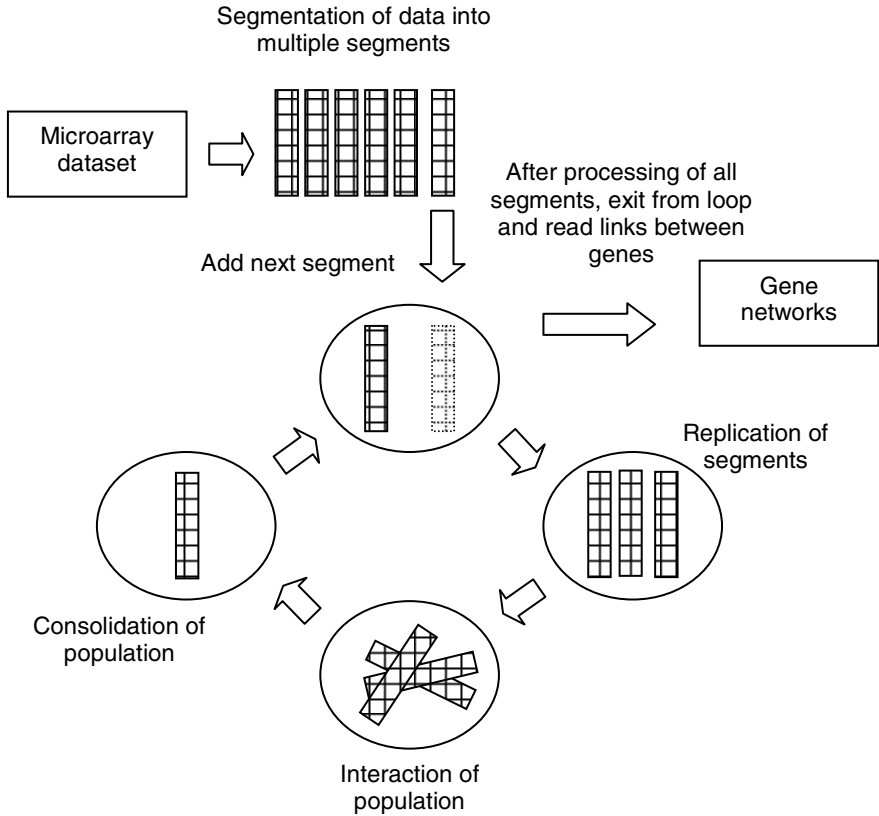 Segmentation of data into
multiple segments
Microarray
dataset
After processing of all
segments, exit from loop
and read links between
genes
Add next segment
Gene
networks
Replication of
segments
Consolidation of
population
Interaction of
population